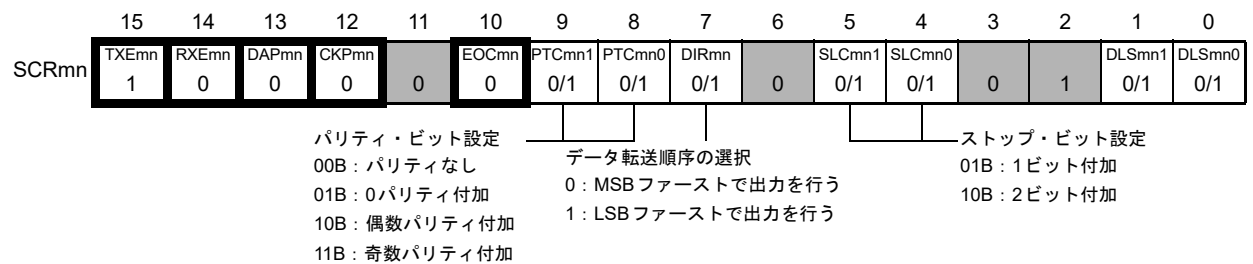 15 14 13 12 11 10 9 8 7 6 5 4 3 2 1 0
TXEmn RXEmn DAPmn CKPmn EOCmn PTCmn1 PTCmn0 DIRmn SLCmn1 SLCmn0 DLSmn1 DLSmn0
SCRmn 1 0 0 0 0 0 0/1 0/1 0/1 0 0/1 0/1 0 1 0/1 0/1
パリティ・ビット設定
00B：パリティなし
01B：0パリティ付加
10B：偶数パリティ付加
11B：奇数パリティ付加
データ転送順序の選択
0：MSBファーストで出力を行う
1：LSBファーストで出力を行う
ストップ・ビット設定
01B：1ビット付加
10B：2ビット付加